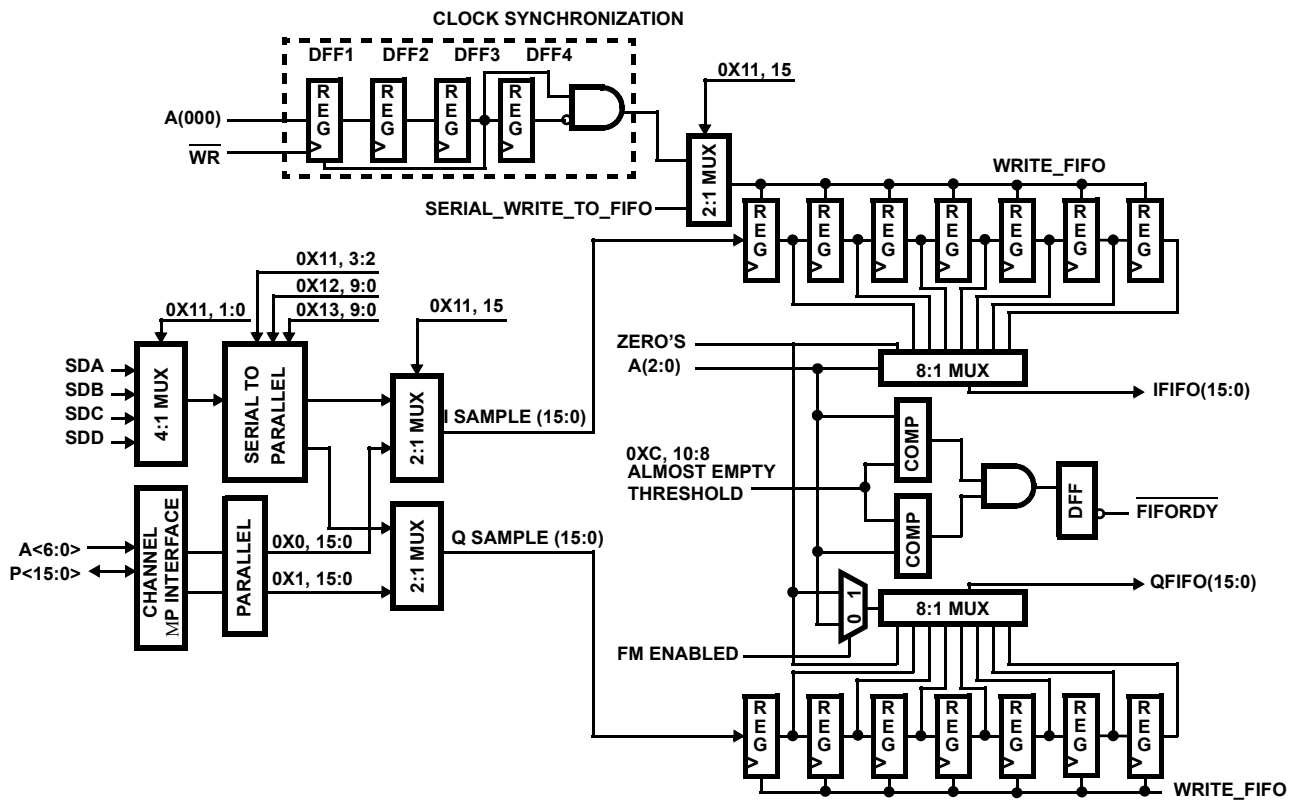 CLOCK SYNCHRONIZATION
DFF1 DFF2 DFF3 DFF4
REG REG REG REG
A(000)
WR
0X11, 15
2:1 MUX
WRITE_FIFO
SERIAL_WRITE_TO_FIFO
REG REG REG REG REG REG REG
0X11, 3:2
0X12, 9:0
0X13, 9:0
0X11, 1:0
0X11, 15
SDA
SDB
SDC
SDD
4:1 MUX
SERIAL TO
PARALLEL
2:1 MUX
I SAMPLE (15:0)
ZERO'S
A(2:0)
8:1 MUX
IFIFO(15:0)
COMP
0XC, 10:8
ALMOST EMPTY
THRESHOLD
COMP
DFF
FIFORDY
A<6:0>
P<15:0>
CHANNEL
ΜP INTERFACE
PARALLEL
0X0, 15:0
0X1, 15:0
2:1 MUX
Q SAMPLE (15:0)
0 1
8:1 MUX
QFIFO(15:0)
FM ENABLED
REG REG REG REG REG REG REG
WRITE_FIFO